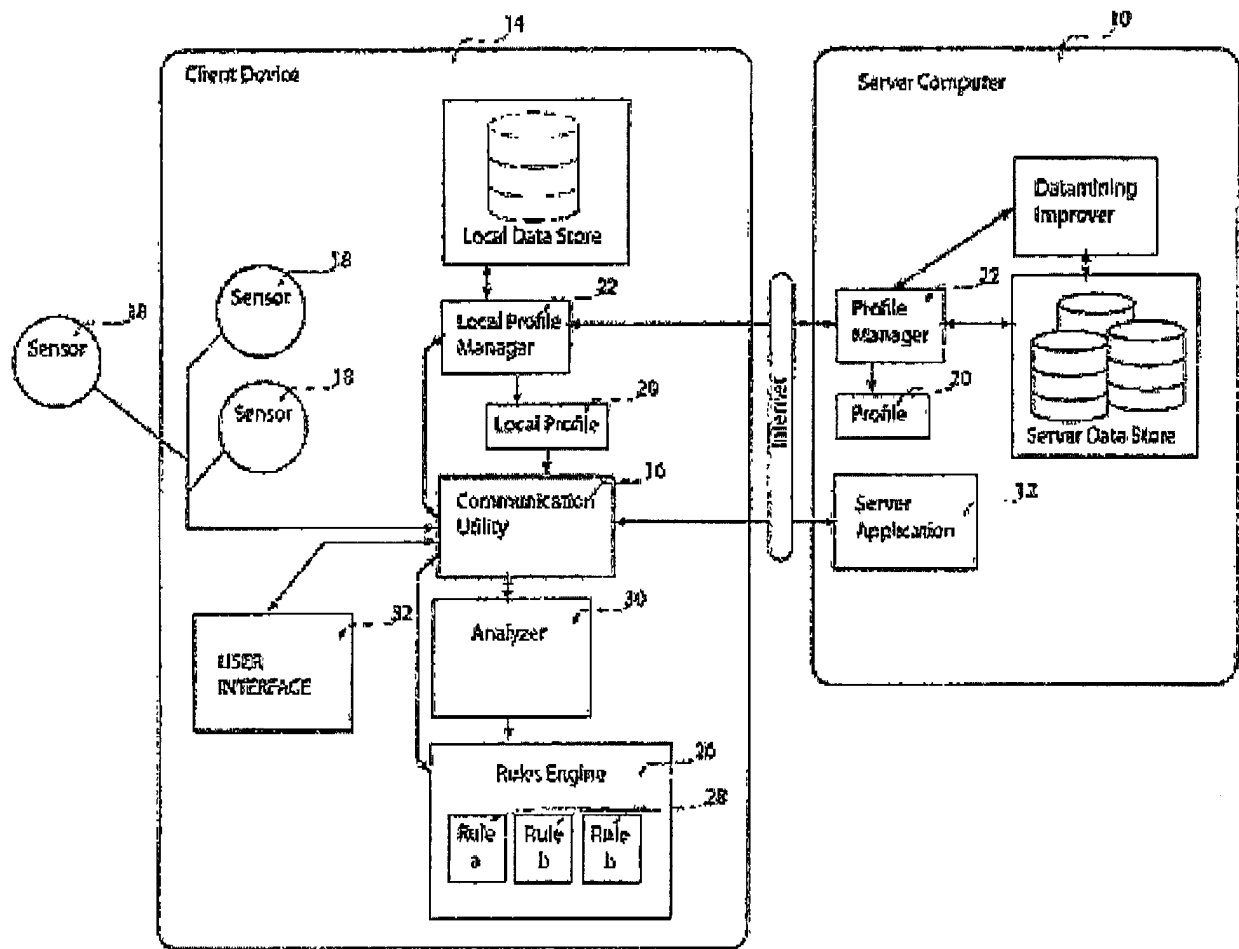 14
10
Client Device
Server Computer
Local Data Store
Datamining
Improver
18
Sensor
18
Sensor
18
Sensor
22
Local Profile
Manager
22
Profile
Manager
20
Local Profile
20
Profile
Server Data Store
Internet
16
Communication
Utility
Server
Application
12
30
Analyzer
32
USER
INTERFACE
26
Rules Engine
28
Rule
a
Rule
b
Rule
b